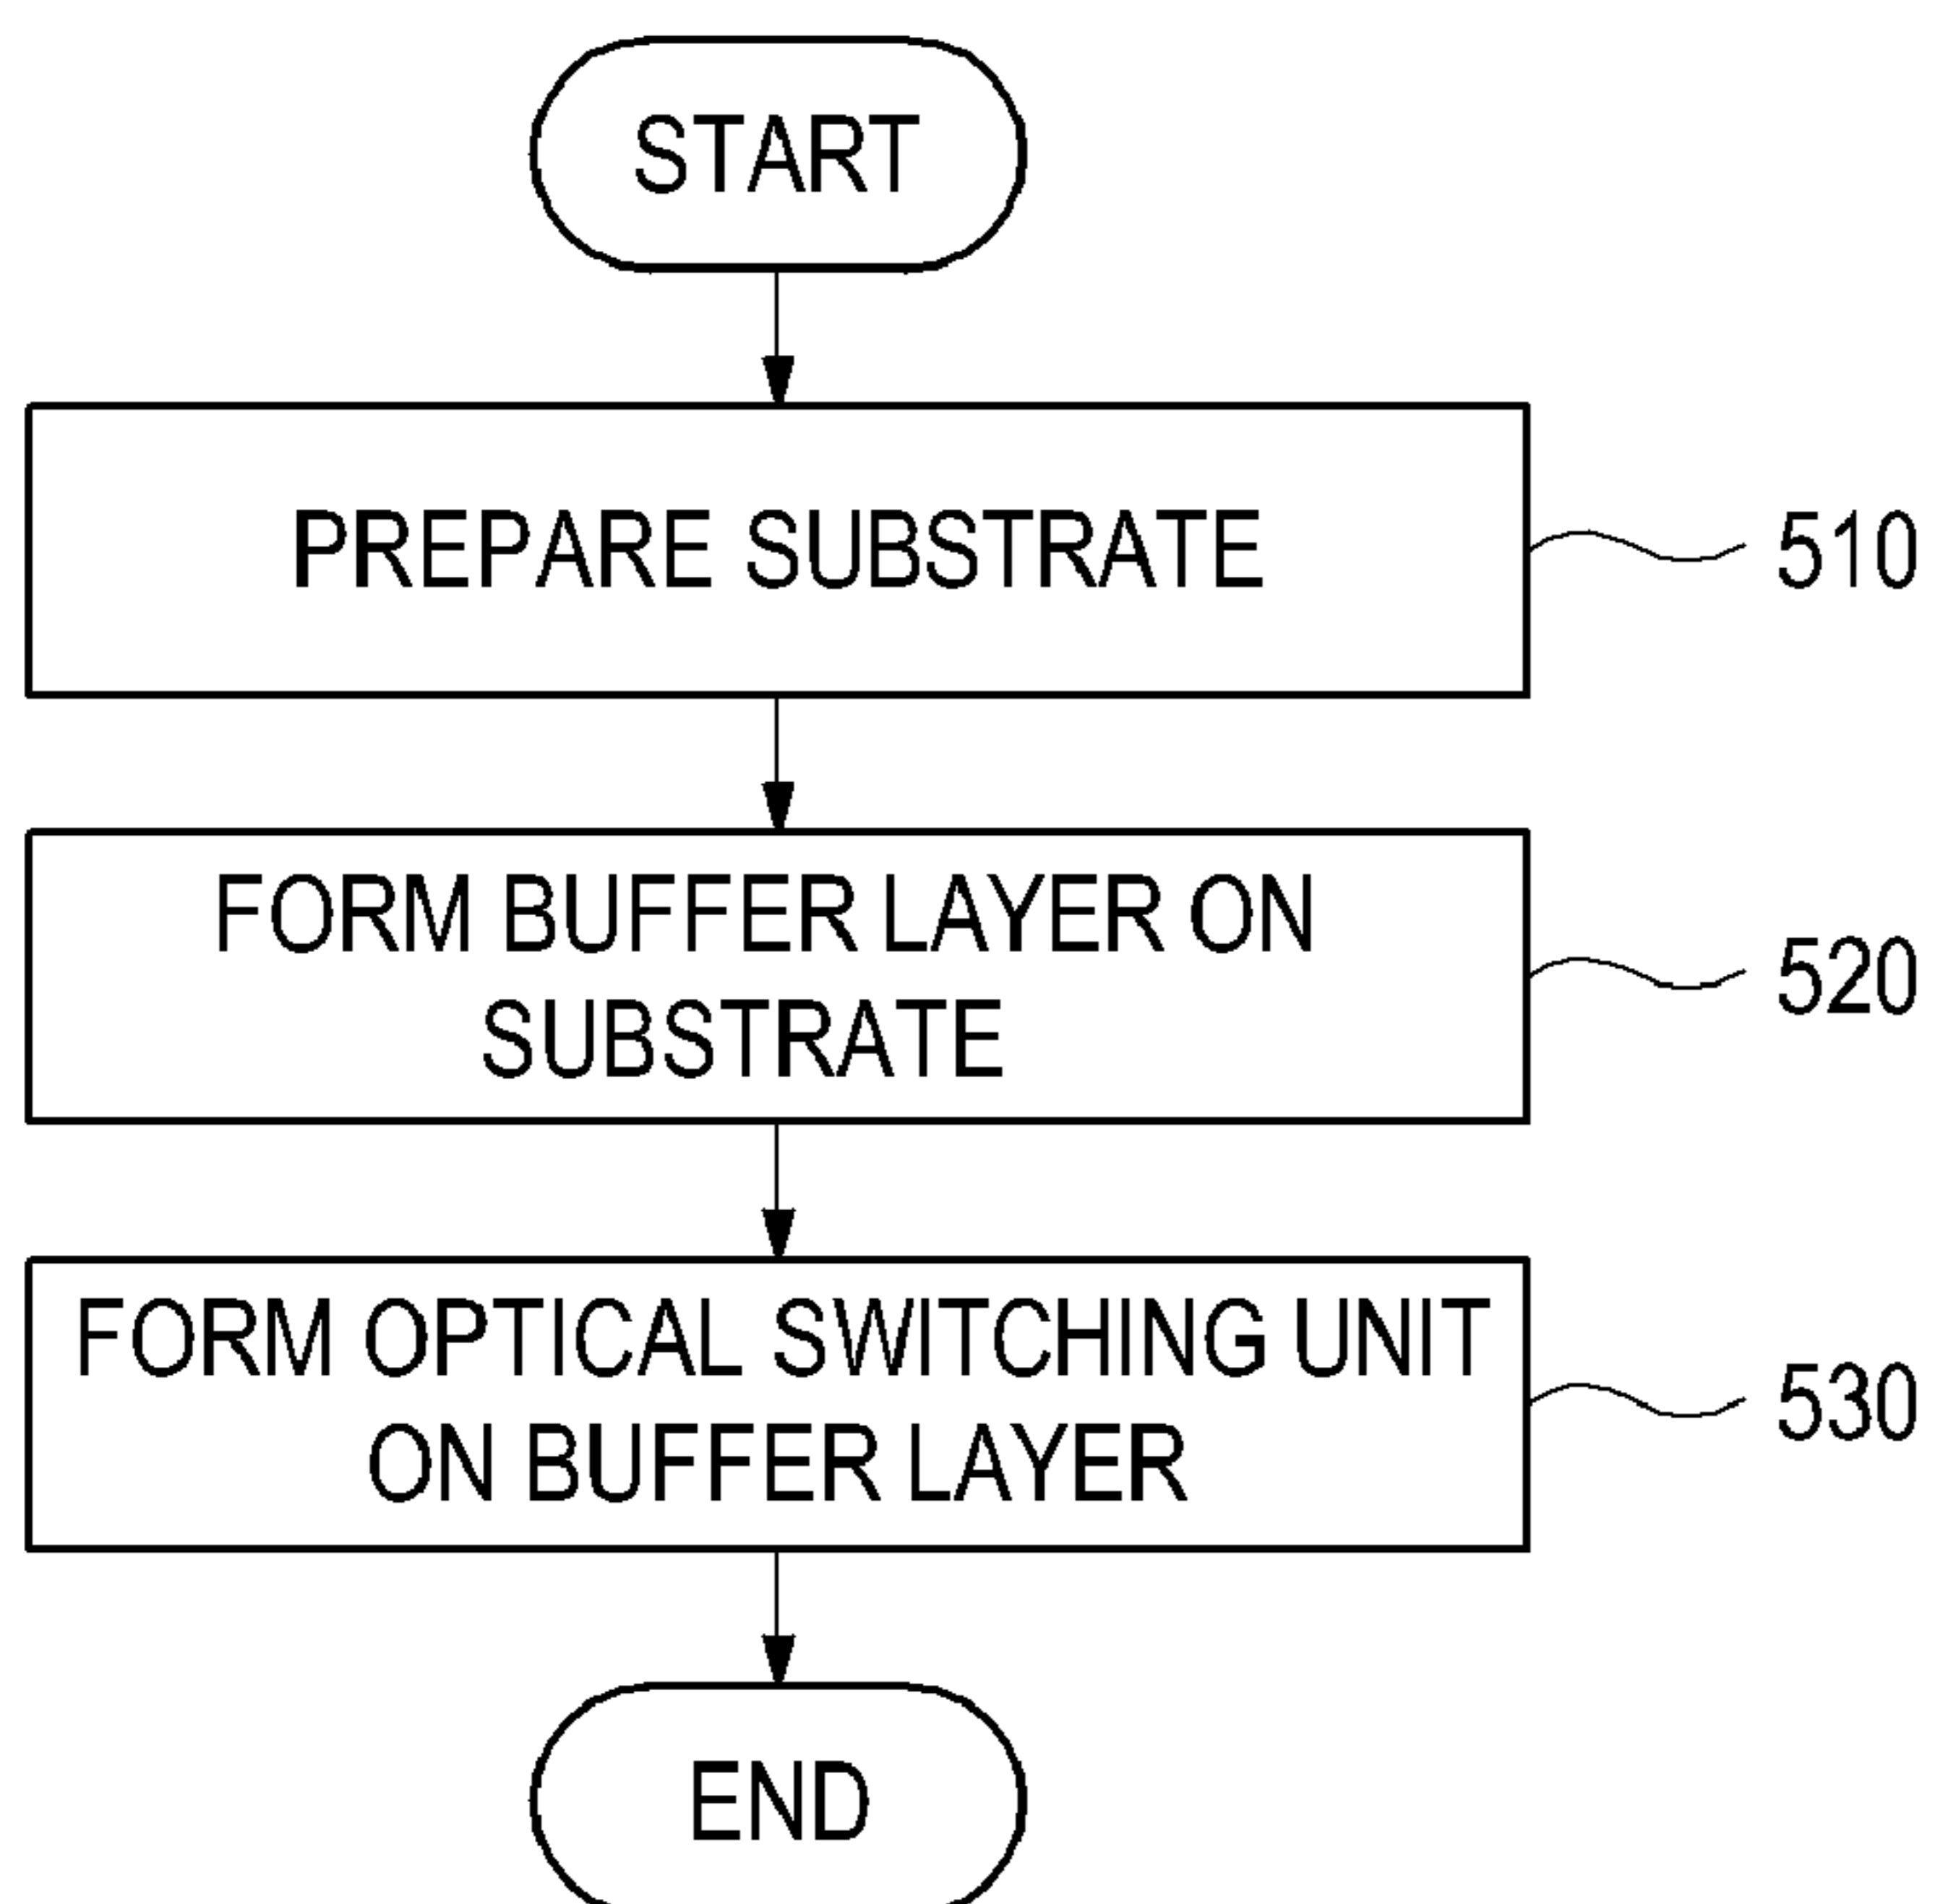 START
PREPARE SUBSTRATE
510
FORM BUFFER LAYER ON
SUBSTRATE
520
FORM OPTICAL SWITCHING UNIT
ON BUFFER LAYER
530
END